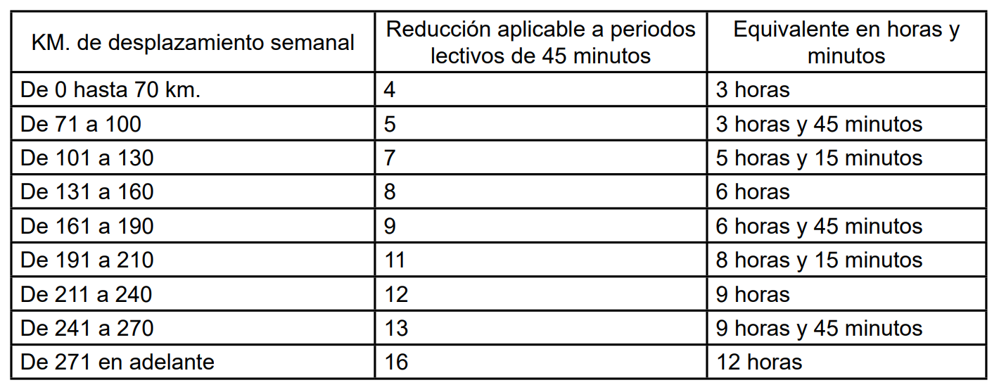 KM. de desplazamiento semanal	Reducción aplicable a periodos lectivos de 45 minutos	Equivalente en horas y minutos
De 0 hasta 70 km.	4	3 horas
De 71 a 100	5	3 horas y 45 minutos
De 101 a 130	7	5 horas y 15 minutos
De 131 a 160	8	6 horas
De 161 a 190	9	6 horas y 45 minutos
De 191 a 210	11	8 horas y 15 minutos
De 211 a 240	12	9 horas
De 241 a 270	13	9 horas y 45 minutos
De 271 en adelante	16	12 horas